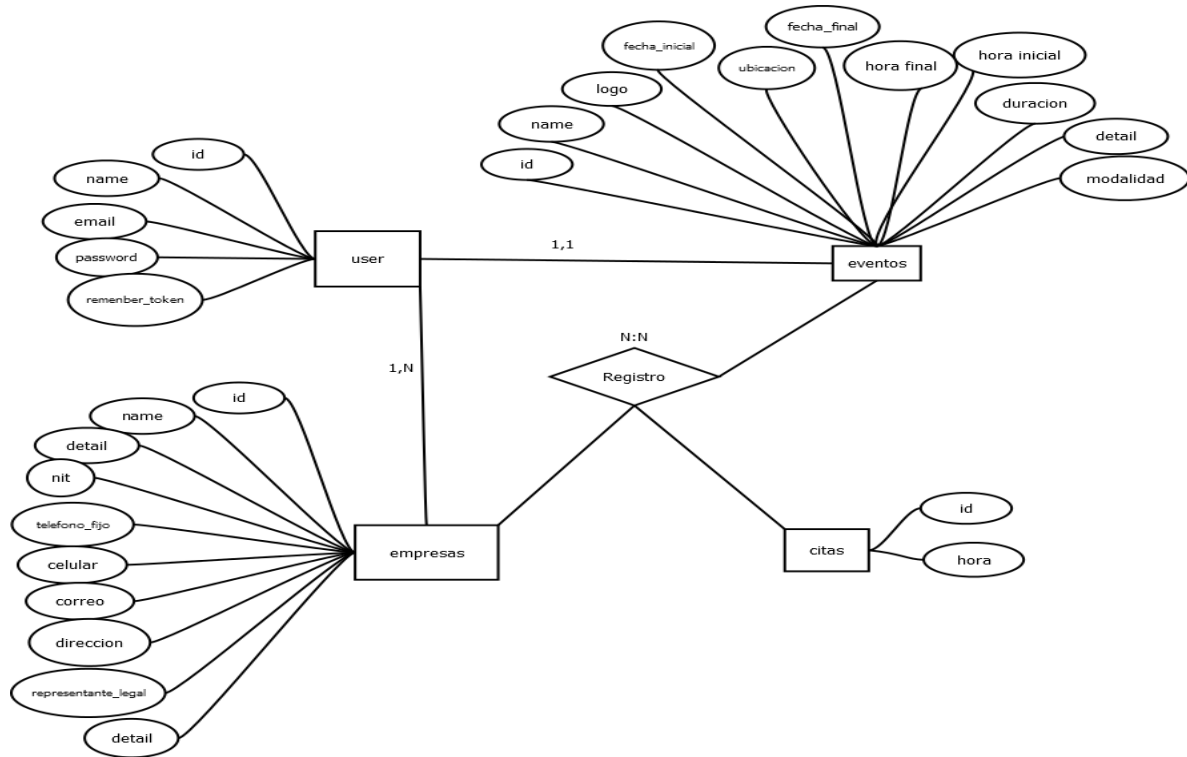 fecha_final
fecha_inicial
hora inicial
ubicacion
hora final
logo
duracion
name
detail
id
modalidad
id
name
email
password
remenber_token
user
1,1
eventos
N:N
Registro
1,N
id
name
detail
nit
telefono_fijo
celular
correo
direccion
representante_legal
detail
empresas
citas
id
hora